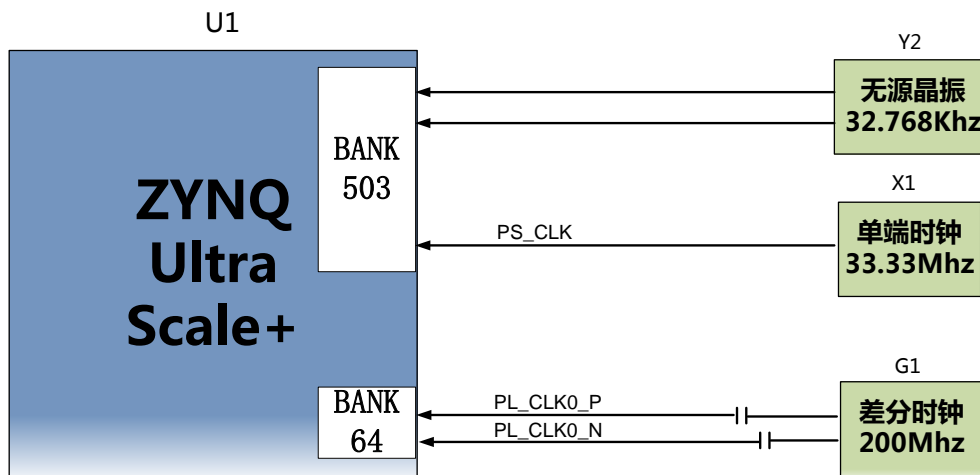 U1
Y2
无源晶振
32.768Khz
BANK
503
X1
ZYNQ
Ultra
Scale+
PS_CLK
单端时钟
33.33Mhz
G1
BANK
64
PL_CLK0_P
PL_CLK0_N
差分时钟
200Mhz